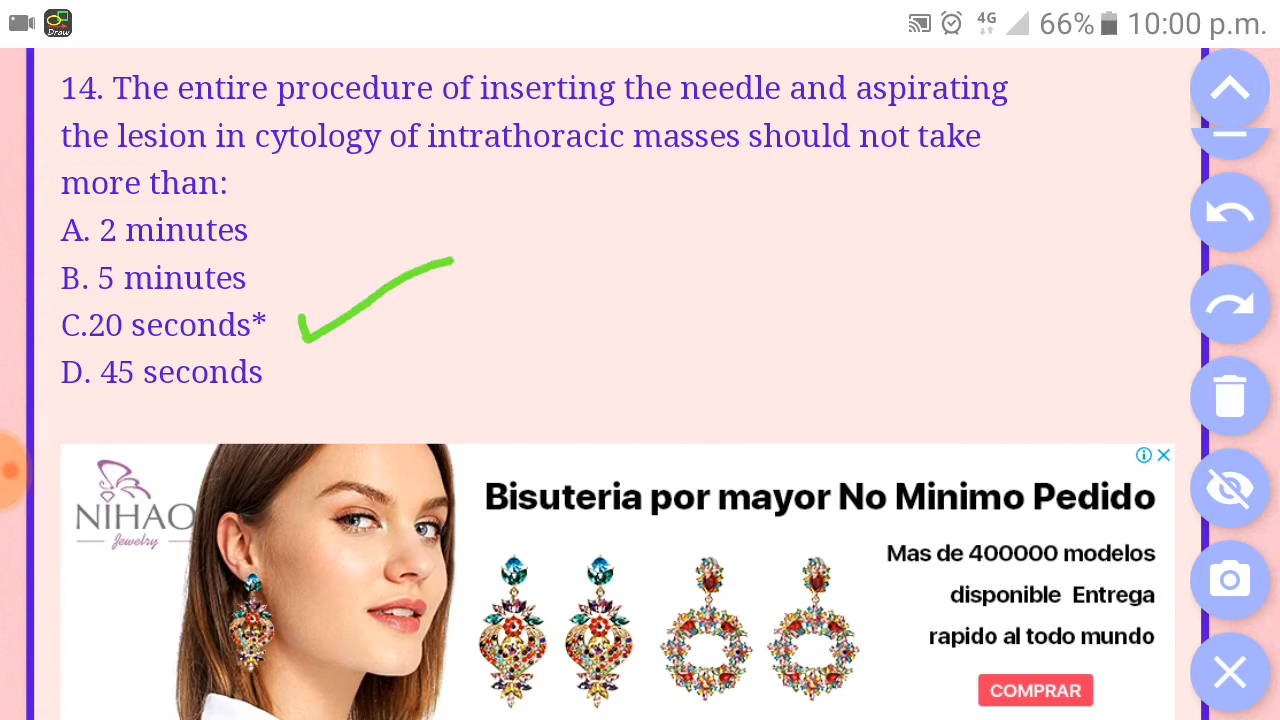 Draw
4G 66% 10:00 p.m.
14. The entire procedure of inserting the needle and aspirating
the lesion in cytology of intrathoracic masses should not take
more than:
A. 2 minutes
B. 5 minutes
C.20 seconds*
D. 45 seconds
NIHAO
Jewelry
Bisuteria por mayor No Minimo Pedido
Mas de 400000 modelos
disponible Entrega
rapido al todo mundo
COMPRAR